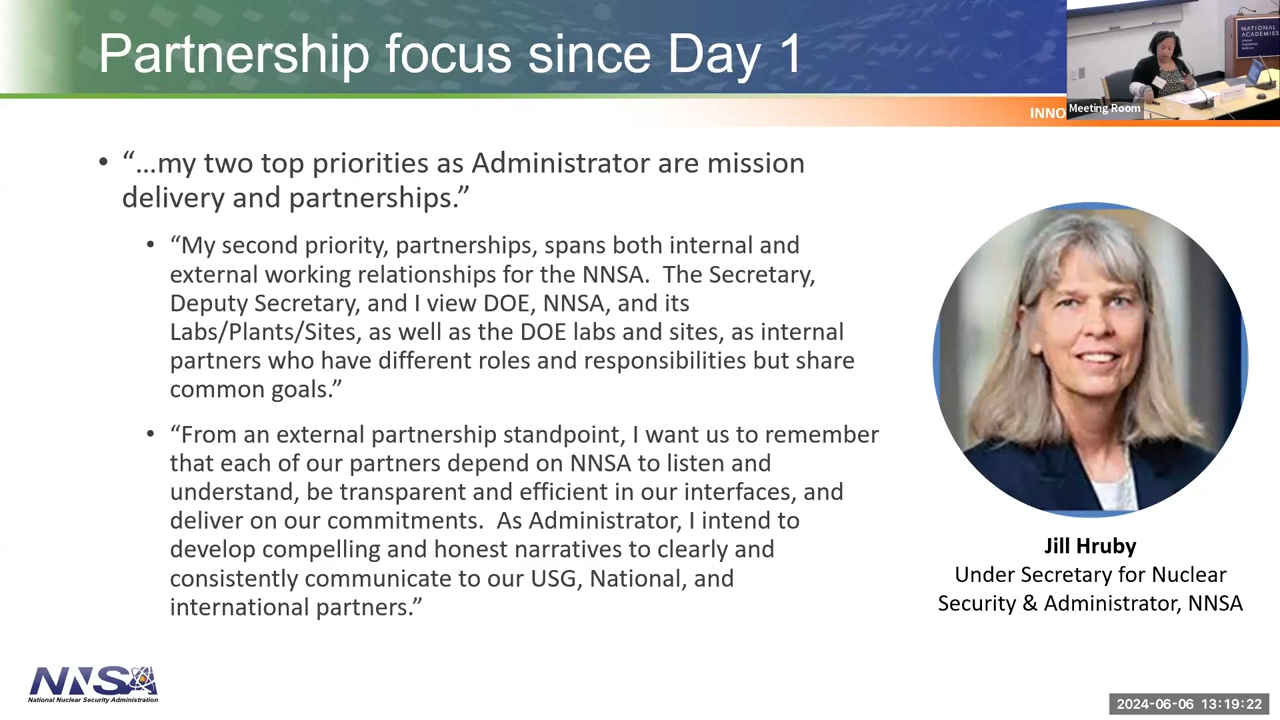 Partnership focus since Day 1
NATIONAL
ACADEMIES
Meeting Room
INNO
• “…my two top priorities as Administrator are mission
delivery and partnerships.”
• “My second priority, partnerships, spans both internal and
external working relationships for the NNSA.  The Secretary,
Deputy Secretary, and I view DOE, NNSA, and its
Labs/Plants/Sites, as well as the DOE labs and sites, as internal
partners who have different roles and responsibilities but share
common goals.”
• “From an external partnership standpoint, I want us to remember
that each of our partners depend on NNSA to listen and
understand, be transparent and efficient in our interfaces, and
deliver on our commitments.  As Administrator, I intend to
develop compelling and honest narratives to clearly and
consistently communicate to our USG, National, and
international partners.”
Jill Hruby
Under Secretary for Nuclear
Security & Administrator, NNSA
NNSA
National Nuclear Security Administration
2024-06-06 13:19:22